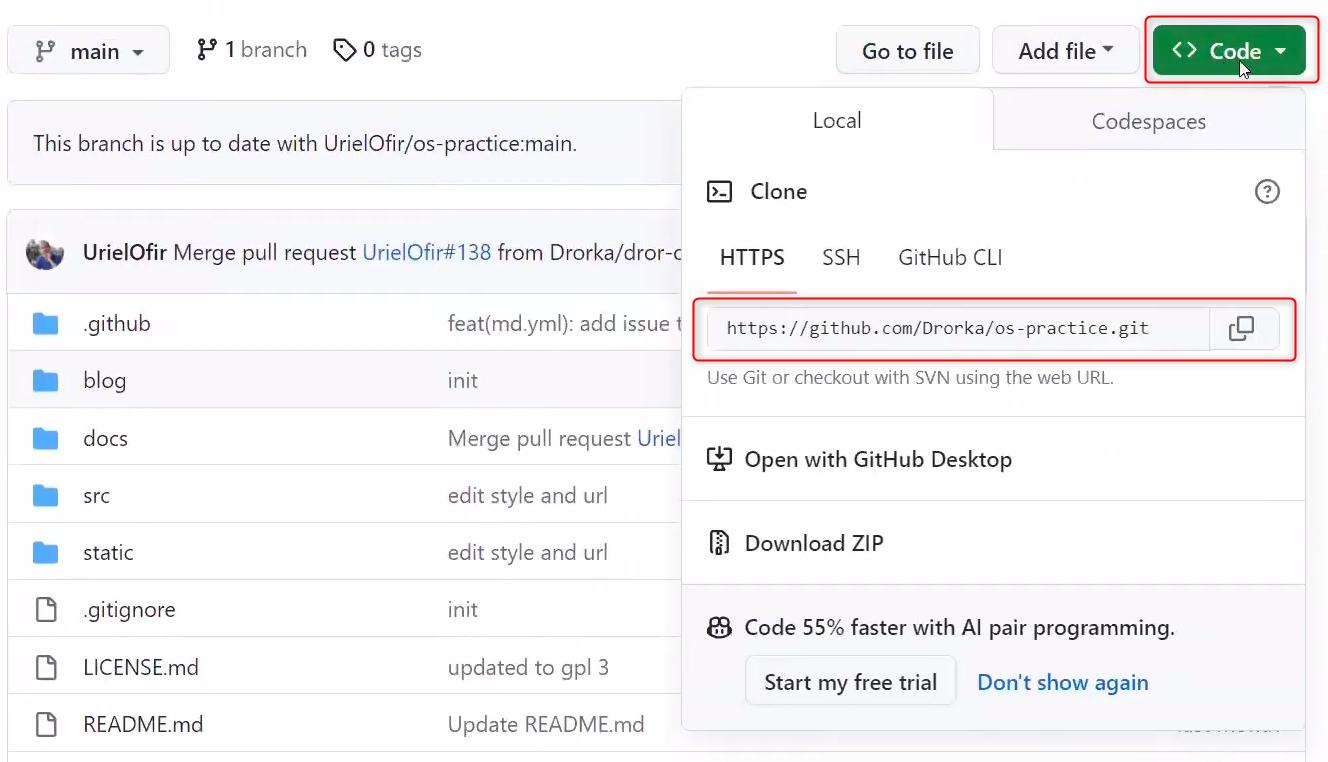 main 1 branch 0 tags Go to file Add file Code
This branch is up to date with UrielOfir/os-practice:main.
UrielOfir Merge pull request UrielOfir#138 from Drorka/dror-
.github feat(md.yml): add issue
blog init
docs Merge pull request Uriel
src edit style and url
static edit style and url
.gitignore init
LICENSE.md updated to gpl 3
README.md Update README.md
Local Codespaces
Clone
HTTPS SSH GitHub CLI
https://github.com/Drorka/os-practice.git
Use Git or checkout with SVN using the web URL.
Open with GitHub Desktop
Download ZIP
Code 55% faster with AI pair programming.
Start my free trial Don't show again